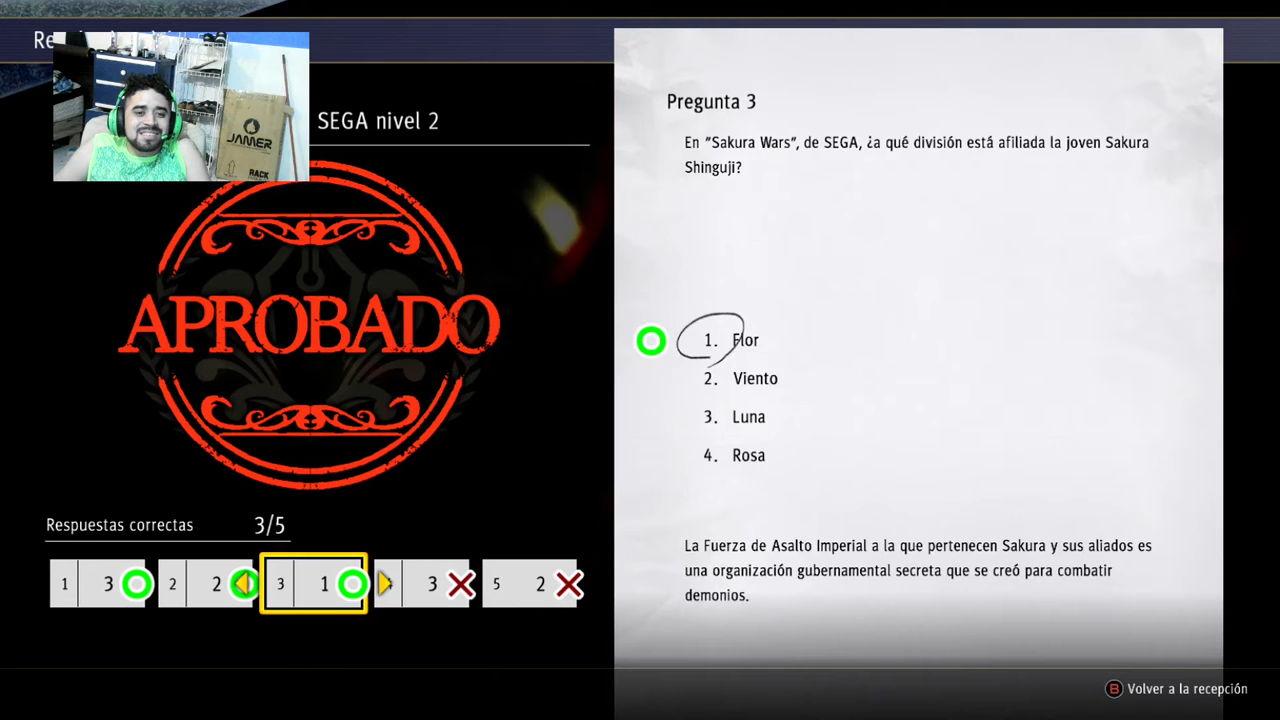 Re
JAMER
RACK
SEGA nivel 2
APROBADO
Respuestas correctas 3/5
1 3 2 2 3 1 3 5 2
Pregunta 3
En "Sakura Wars", de SEGA, ¿a qué división está afiliada la joven Sakura
Shinguji?
1. Flor
2. Viento
3. Luna
4. Rosa
La Fuerza de Asalto Imperial a la que pertenecen Sakura y sus aliados es
una organización gubernamental secreta que se creó para combatir
demonios.
B Volver a la recepción